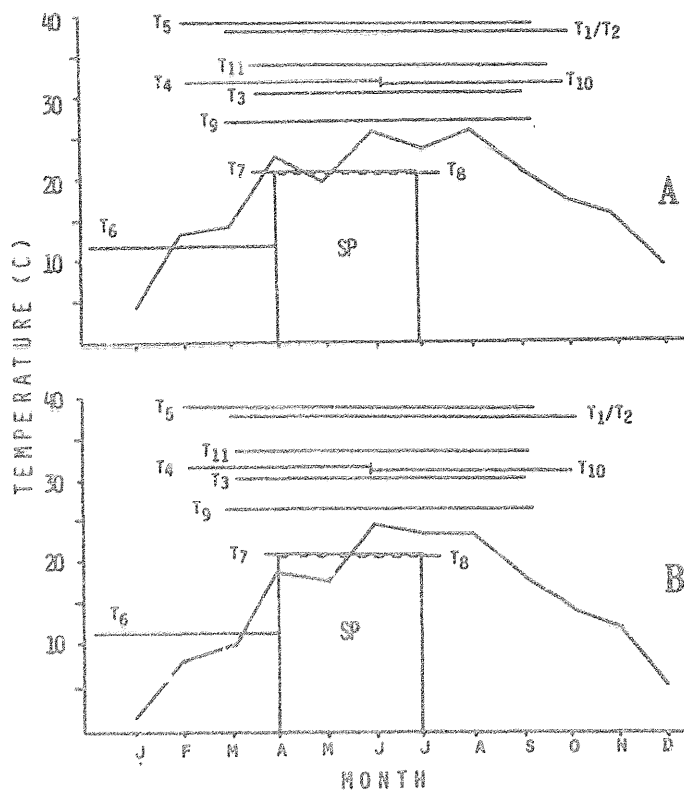 40
T5
T1/T2
T11
T4
T10
30
T3
T9
T7
T8
20
A
T6
SP
10
TEMPERATURE (C)
40
T5
T1/T2
T11
T4
T10
30
T3
T9
T7
T8
20
B
T6
SP
10
J F M A M J J A S O N D
MONTH